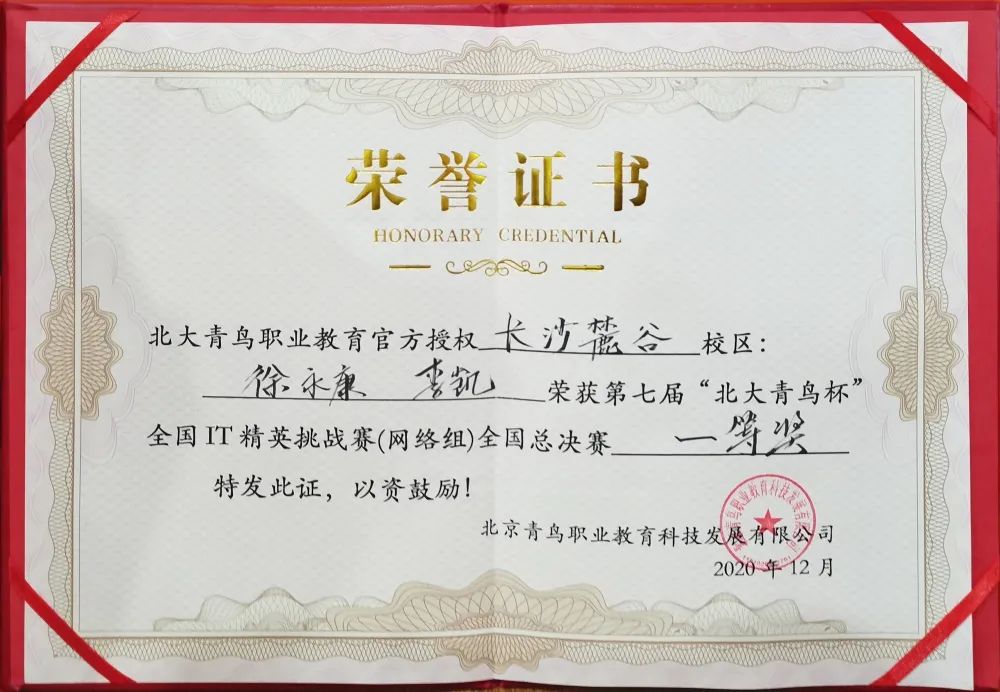 荣誉证书
HONORARY CREDENTIAL
北大青鸟职业教育官方授权 长沙麓谷 校区：
徐永康 李凯 荣获第七届“北大青鸟杯”
全国IT精英挑战赛(网络组)全国总决赛 一等奖
特发此证，以资鼓励！
北京青鸟职业教育科技发展有限公司
2020年12月